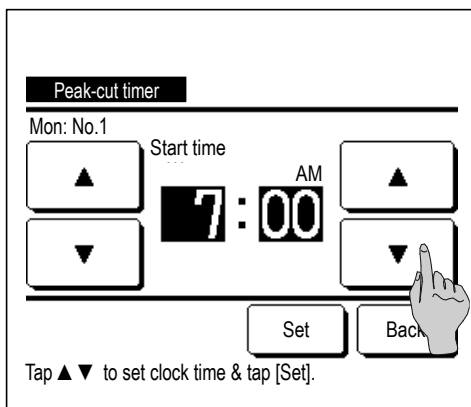 Peak-cut timer
Mon: No.1
Start time
AM
▲ 7 : 00 ▲
▼ ▼
Set Back
Tap ▲ ▼ to set clock time & tap [Set].